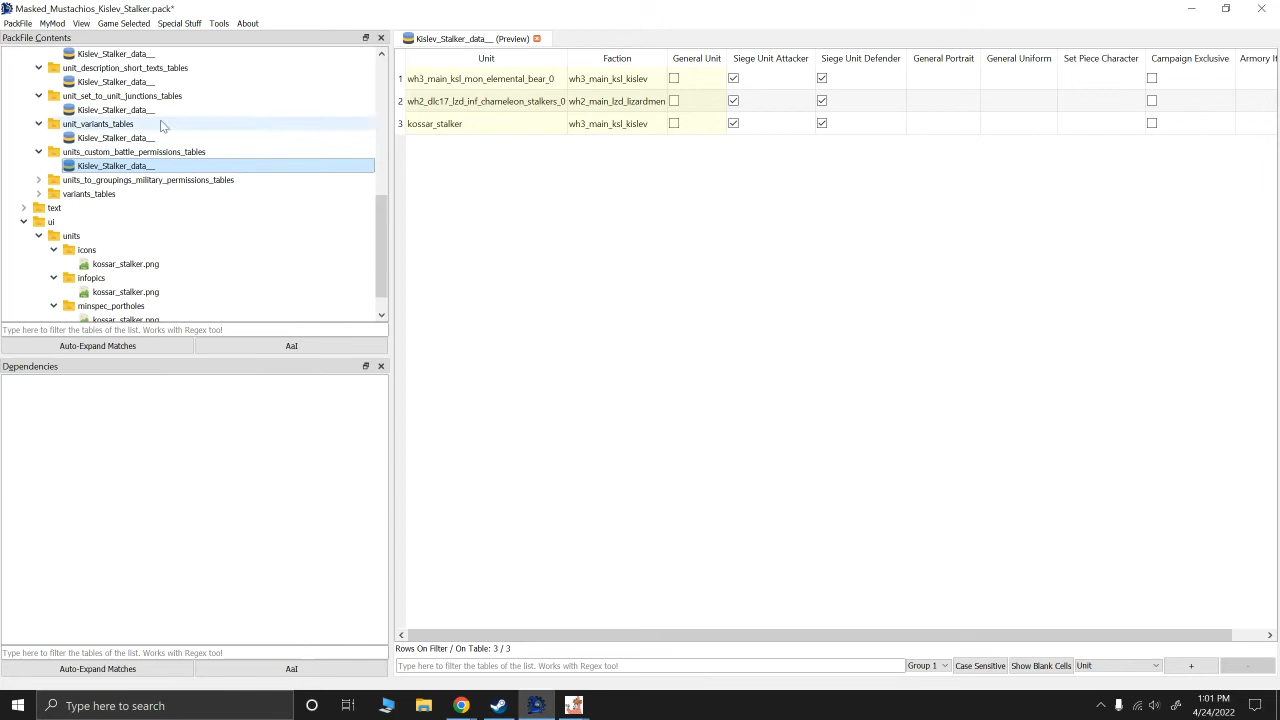 Masked_Mustachios_Kislev_Stalker.pack*
PackFile MyMod View Game Selected Special Stuff Tools About
PackFile Contents
Kislev_Stalker_data__
unit_description_short_texts_tables
Kislev_Stalker_data__
unit_set_to_unit_junctions_tables
Kislev_Stalker_data__
unit_variants_tables
Kislev_Stalker_data__
units_custom_battle_permissions_tables
Kislev_Stalker_data__
units_to_groupings_military_permissions_tables
variants_tables
text
ui
units
icons
kossar_stalker.png
infopics
kossar_stalker.png
minspec_portholes
kossar_stalker.png
Type here to filter the tables of the list. Works with Regex too!
Auto-Expand Matches AaI
Dependencies
Type here to filter the tables of the list. Works with Regex too!
Auto-Expand Matches AaI
Kislev_Stalker_data__ (Preview)
Unit Faction General Unit Siege Unit Attacker Siege Unit Defender General Portrait General Uniform Set Piece Character Campaign Exclusive Armory It
1 wh3_main_ksl_mon_elemental_bear_0 wh3_main_ksl_kislev
2 wh2_dlc17_lzd_inf_chameleon_stalkers_0 wh2_main_lzd_lizardmen
3 kossar_stalker wh3_main_ksl_kislev
Rows On Filter / On Table: 3 / 3
Type here to filter the rows of the table. Works with Regex too!
Group 1 Case Sensitive Show Blank Cells Unit + -
Type here to search
1:01 PM
4/24/2022